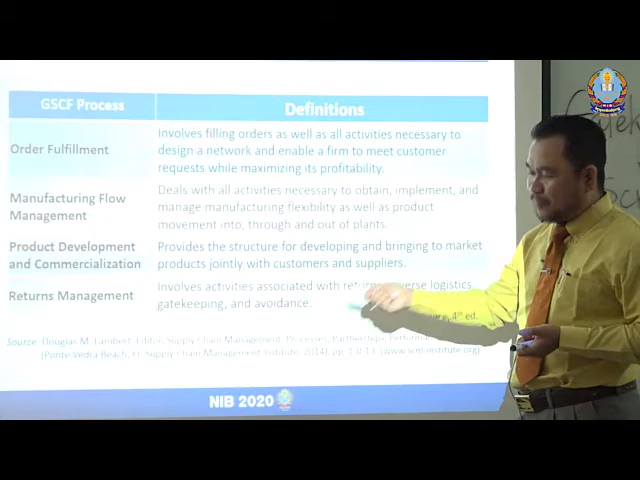 GSCF Process
Definitions
Order Fulfillment
Involves filling orders as well as all activities necessary to
design a network and enable a firm to meet customer
requests while maximizing its profitability.
Manufacturing Flow
Management
Deals with all activities necessary to obtain, implement, and
manage manufacturing flexibility as well as product
movement into, through and out of plants.
Product Development
and Commercialization
Provides the structure for developing and bringing to market
products jointly with customers and suppliers.
Returns Management
Involves activities associated with returns, reverse logistics,
gatekeeping, and avoidance.
4th ed.
Source: Douglas M. Lambert. Editor, Supply Chain Management: Processes, Partnerships,
(Ponte Vedra Beach, FL: Supply Chain Management Institute, 2014), pp. (www.scm-institute.org)
NIB 2020